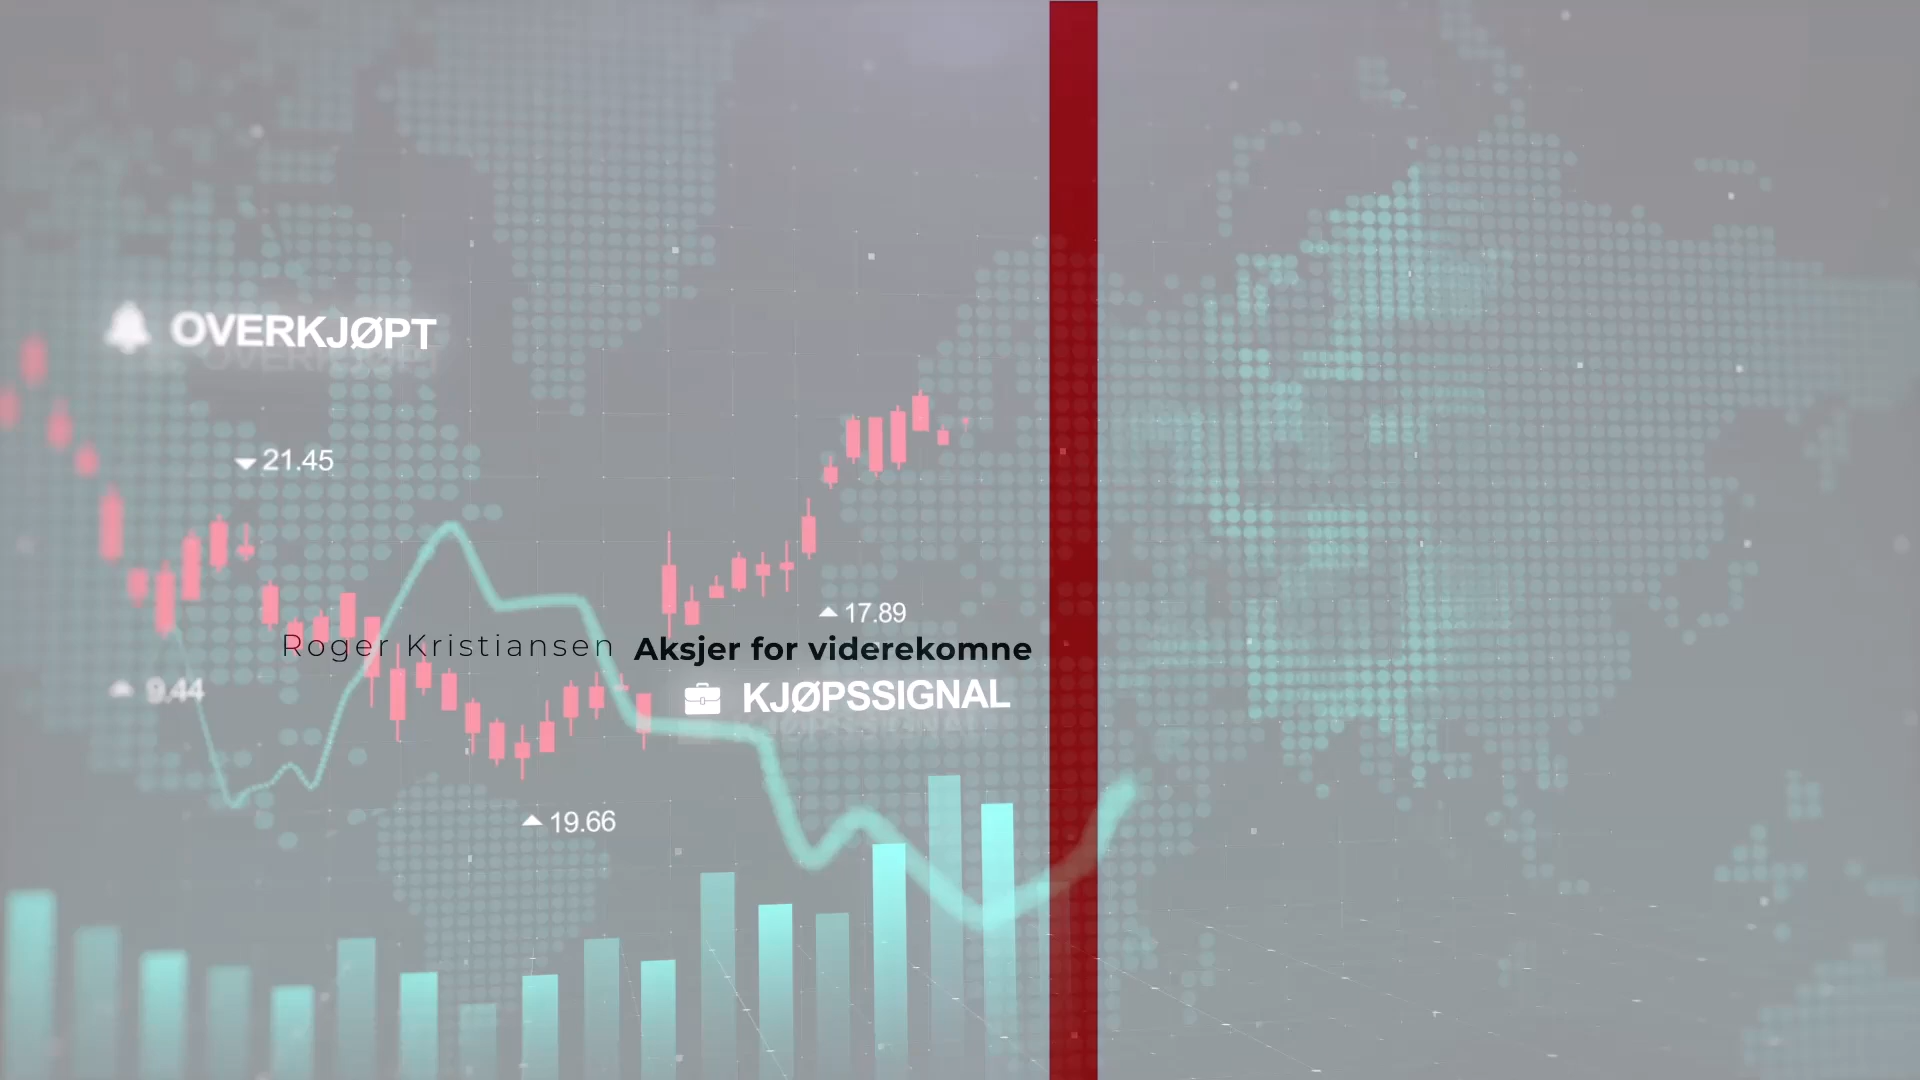 OVERKJØPT
21.45
17.89
Roger Kristiansen Aksjer for viderekomne
9.44
KJØPSSIGNAL
19.66